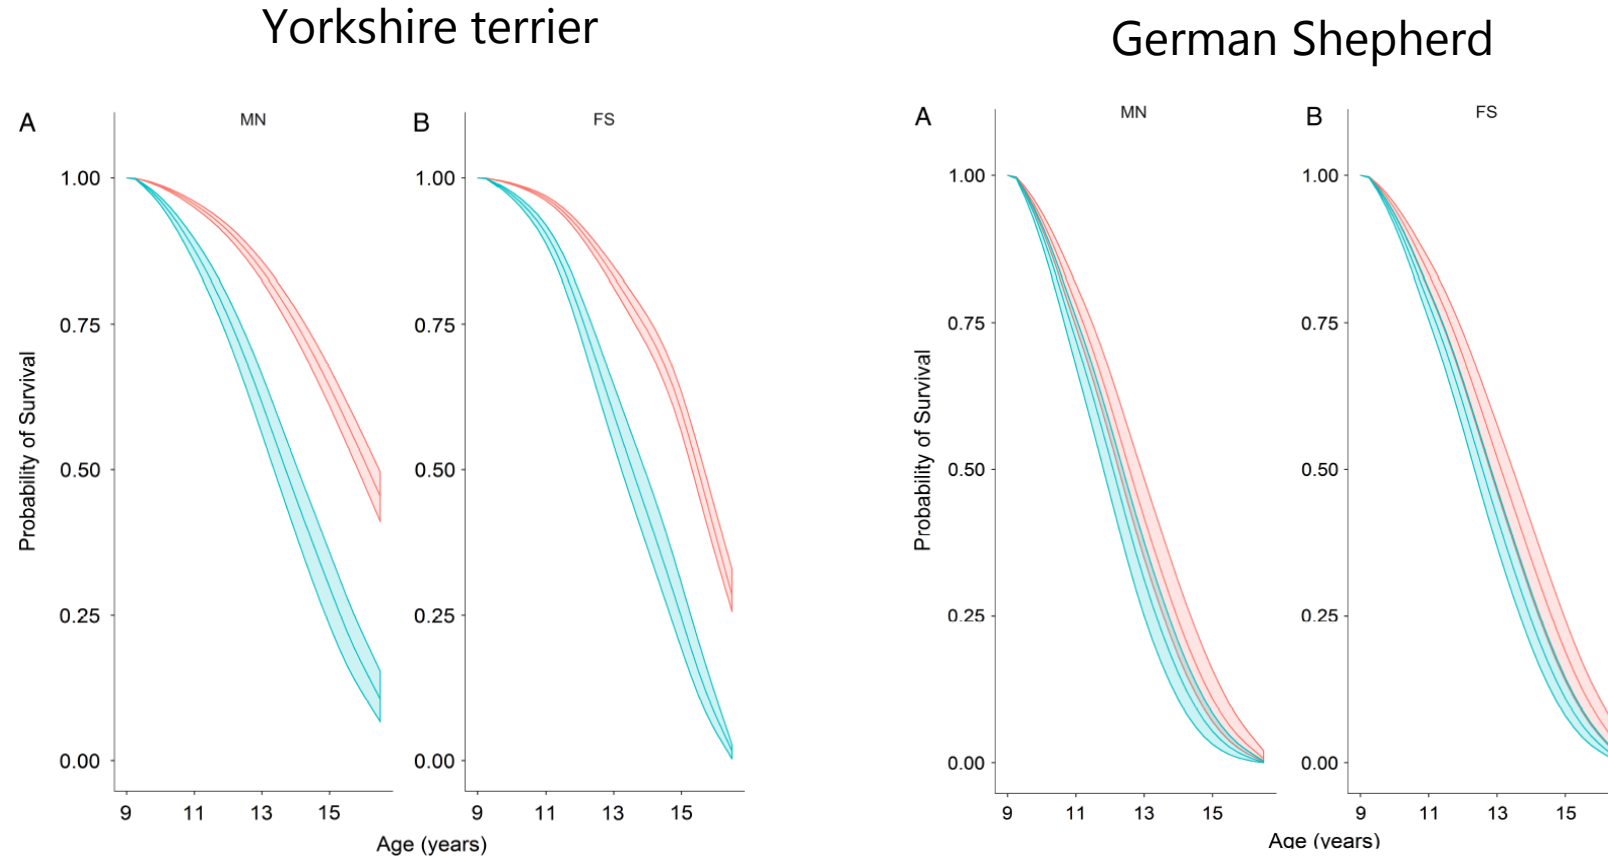 Yorkshire terrier
German Shepherd
A
MN
B
FS
1.00
0.75
0.50
0.25
0.00
1.00
0.75
0.50
0.25
0.00
Probability of Survival
9 11 13 15
9 11 13 15
Age (years)
A
MN
B
FS
1.00
0.75
0.50
0.25
0.00
1.00
0.75
0.50
0.25
0.00
Probability of Survival
9 11 13 15
9 11 13 15
Age (years)